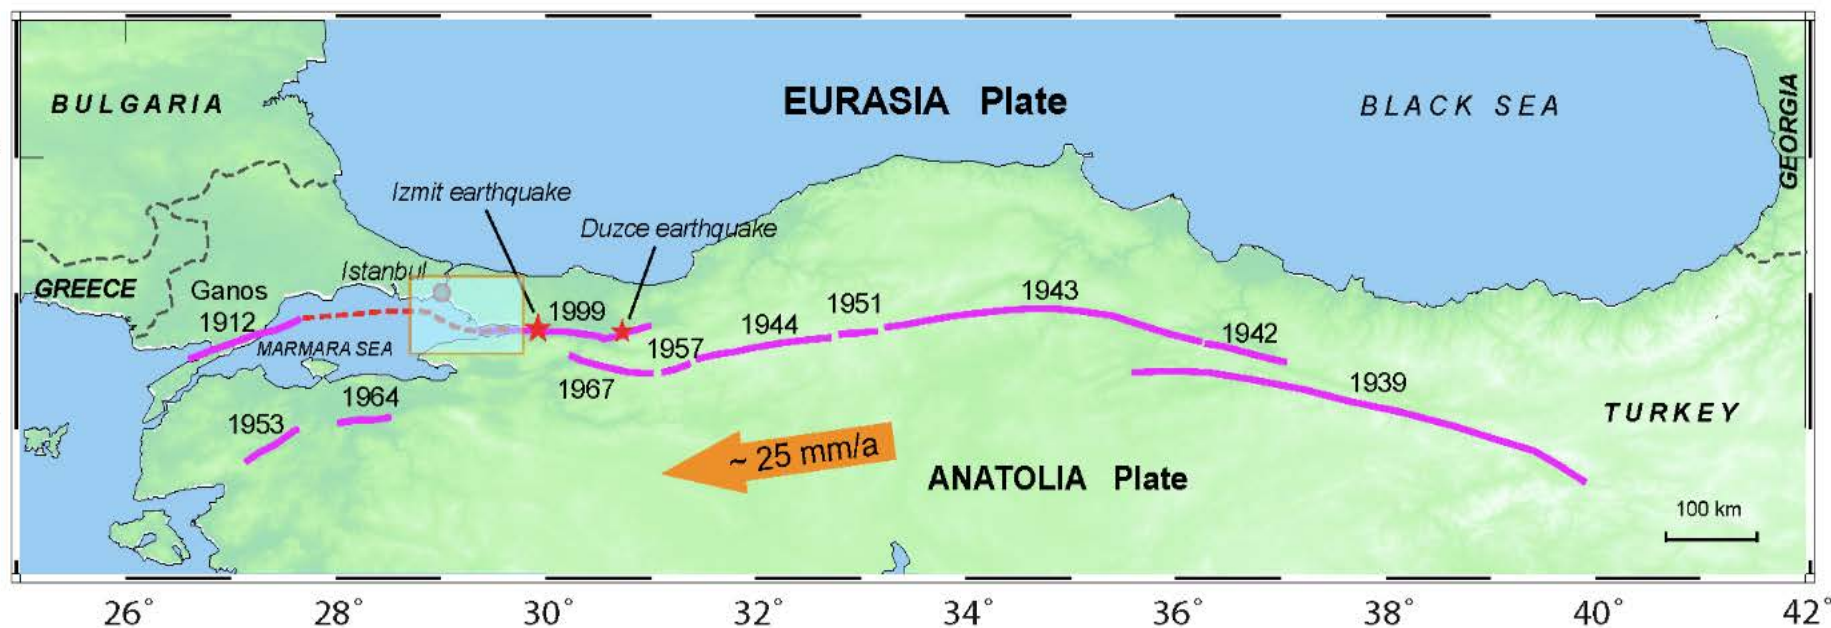 BULGARIA
EURASIA Plate
BLACK SEA
GEORGIA
Izmit earthquake
Duzce earthquake
Istanbul
GREECE
Ganos
1912
1999
1951
1943
1944
1942
MARMARA SEA
1957
1967
1939
1964
1953
TURKEY
~ 25 mm/a
ANATOLIA Plate
100 km
26° 28° 30° 32° 34° 36° 38° 40° 42°